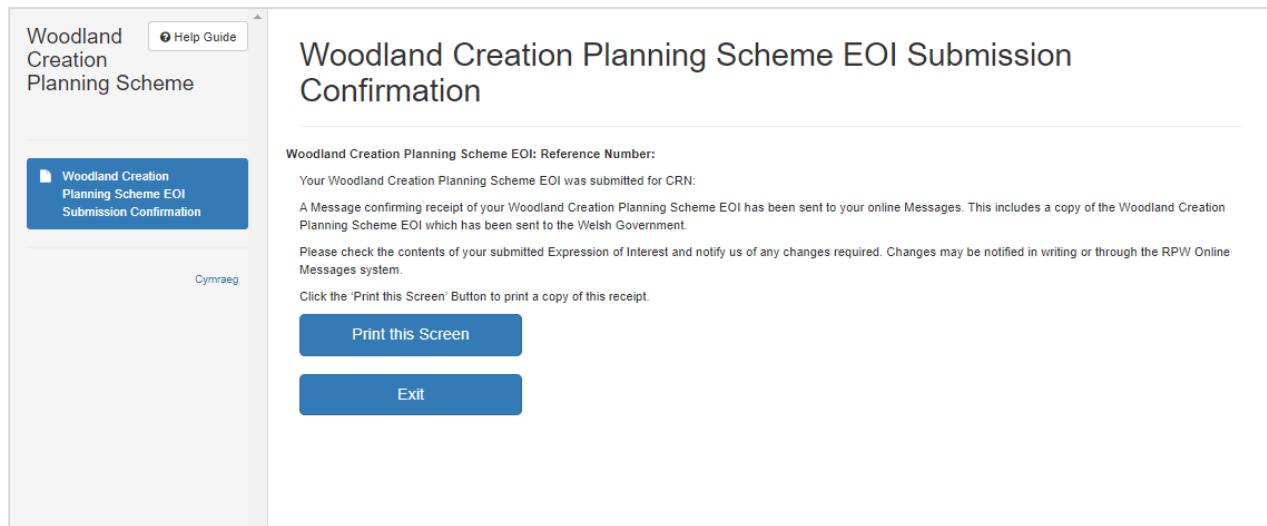 Woodland
Creation
Planning Scheme
Help Guide
Woodland Creation
Planning Scheme EOI
Submission Confirmation
Cymraeg
Woodland Creation Planning Scheme EOI Submission
Confirmation
Woodland Creation Planning Scheme EOI: Reference Number:
Your Woodland Creation Planning Scheme EOI was submitted for CRN:
A Message confirming receipt of your Woodland Creation Planning Scheme EOI has been sent to your online Messages. This includes a copy of the Woodland Creation
Planning Scheme EOI which has been sent to the Welsh Government.
Please check the contents of your submitted Expression of Interest and notify us of any changes required. Changes may be notified in writing or through the RPW Online
Messages system.
Click the ‘Print this Screen’ Button to print a copy of this receipt.
Print this Screen
Exit